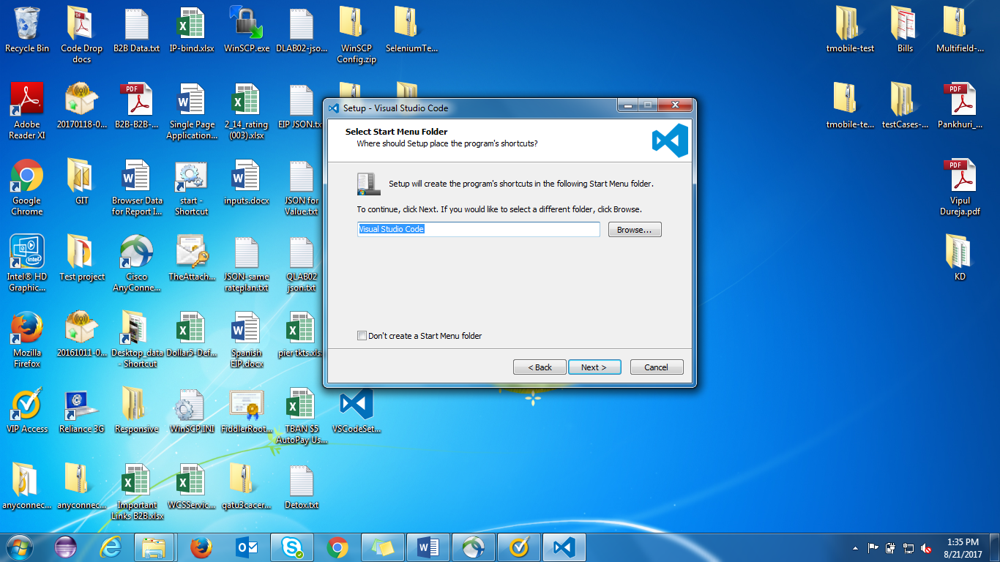 Recycle Bin
Code Drop
docs
B2B Data.txt
IP-bind.xlsx
WinSCP.exe
DLAB02-jso...
WinSCP
Config.zip
SeleniumTe...
tmobile-test
Bills
Multifield-...
Adobe
Reader XI
20170118-0...
B2B-B2B-...
Single Page
Application...
2_14_rating
(003).xlsx
EIP JSON.tx
tmobile-te...
testCases-...
Pankhuri_...
Google
Chrome
GIT
Browser Data
for Report I...
start -
Shortcut
inputs.docx
JSON for
Value.txt
Vipul
Dureja.pdf
Intel® HD
Graphic...
Test project
Cisco
AnyConne...
TheAttach...
JSON-same
rateplan.txt
QLAB02
json.txt
KD
Mozilla
Firefox
20161011-0...
Desktop_data
- Shortcut
Dollar5-Def...
Spanish
EIP.docx
pier tkts.xls
VIP Access
Reliance 3G
Responsive
WinSCP.INI
FiddlerRoot...
TBAN $5
AutoPay Us...
VSCodeSet...
anyconnec...
anyconnec...
Important
Links B2B.xlsx
WCSServic...
qatu3cacer...
Detox.txt
Setup - Visual Studio Code
Select Start Menu Folder
Where should Setup place the program's shortcuts?
Setup will create the program's shortcuts in the following Start Menu folder.
To continue, click Next. If you would like to select a different folder, click Browse.
Visual Studio Code
Browse...
Don't create a Start Menu folder
< Back
Next >
Cancel
1:35 PM
8/21/2017